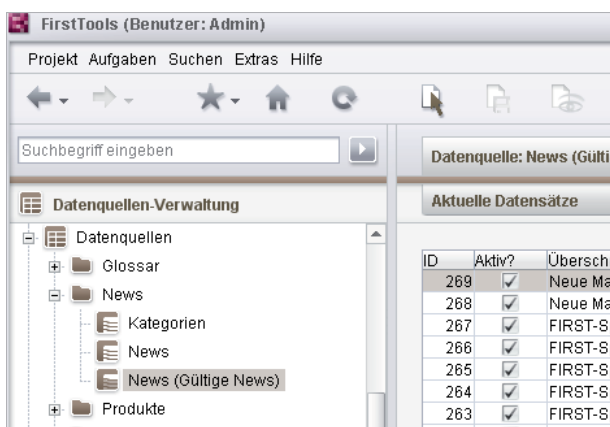 FirstTools (Benutzer: Admin)
Projekt Aufgaben Suchen Extras Hilfe
Suchbegriff eingeben
Datenquelle: News (Gülti
Datenquellen-Verwaltung
Aktuelle Datensätze
Datenquellen
Glossar
News
Kategorien
News
News (Gültige News)
Produkte
ID Aktiv? Übersch
269 Neue Ma
268 Neue Ma
267 FIRST-S
266 FIRST-S
265 FIRST-S
264 FIRST-S
263 FIRST-S